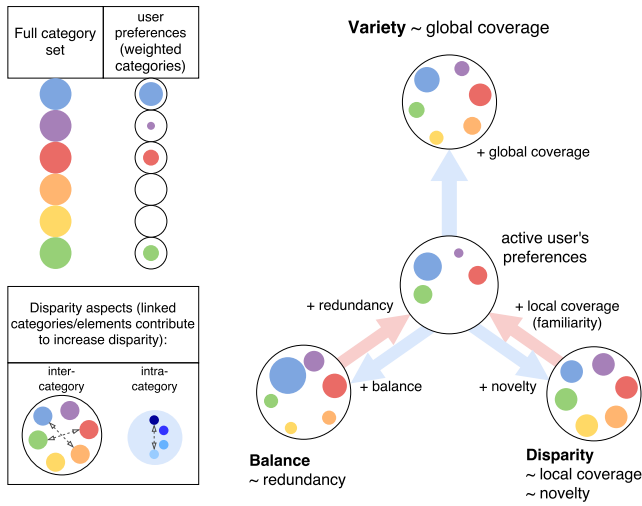 Full category
set
user
preferences
(weighted
categories)
Disparity aspects (linked
categories/elements contribute
to increase disparity):
inter-
category
intra-
category
Variety ~ global coverage
+ global coverage
active user's
preferences
+ redundancy
+ local coverage
(familiarity)
+ balance
+ novelty
Balance
~ redundancy
Disparity
~ local coverage
~ novelty